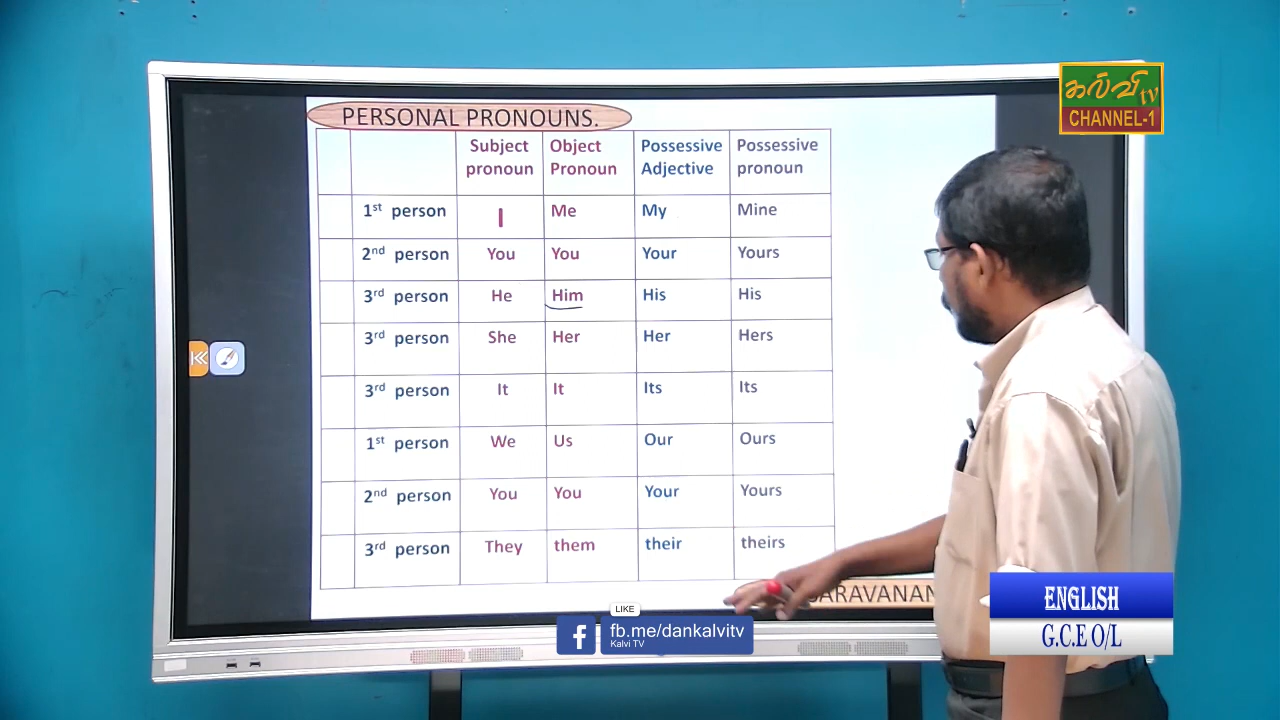 கல்வி tv
CHANNEL-1
PERSONAL PRONOUNS.
Subject pronoun Object Pronoun Possessive Adjective Possessive pronoun
1st person I Me My Mine
2nd person You You Your Yours
3rd person He Him His His
3rd person She Her Her Hers
3rd person It It Its Its
1st person We Us Our Ours
2nd person You You Your Yours
3rd person They them their theirs
SARAVANAN
LIKE
f fb.me/dankalvitv
Kalvi TV
ENGLISH
G.C.E O/L